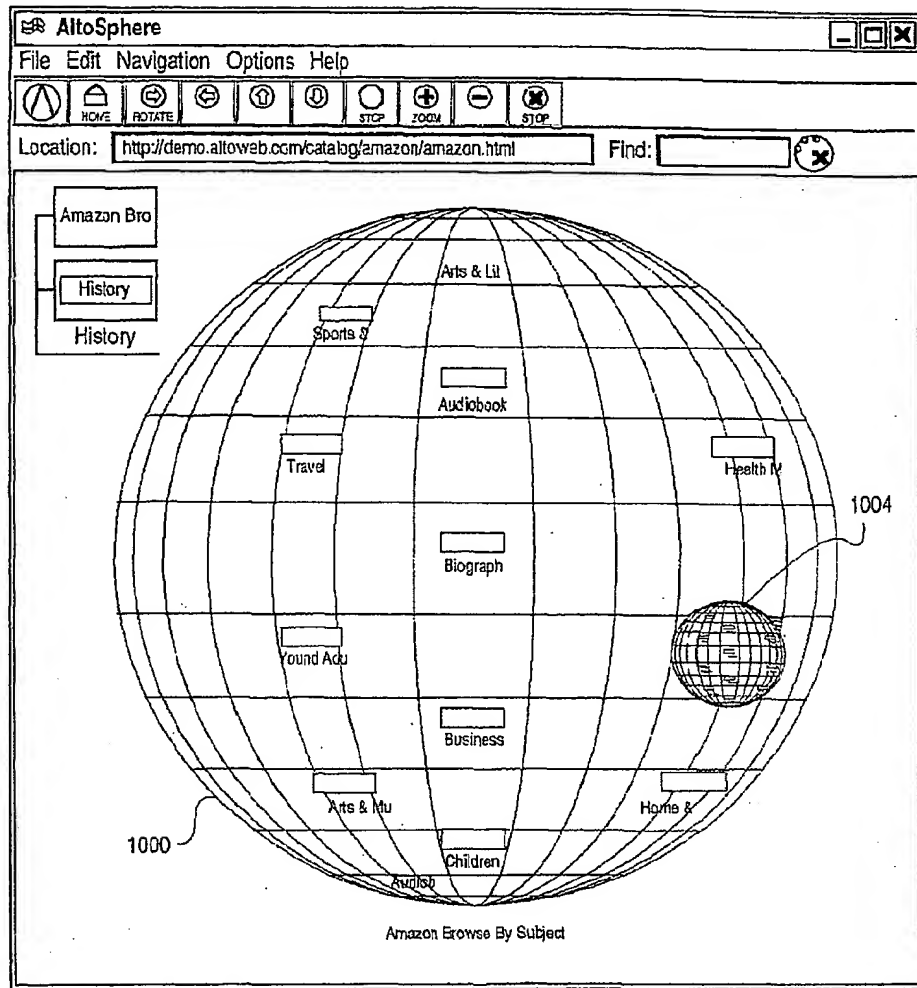 AltoSphere
File Edit Navigation Options Help
HOME ROTATE STOP ZOOM STOP
Location: http://demo.altoweb.com/catalog/amazon/amazon.html Find:
Amazon Bro
History
History
Arts & Lit
Sports &
Audiobook
Travel
Health M
1004
Biograph
Yound Adu
Business
Arts & Mu
Home &
1000
Children
Audiob
Amazon Browse By Subject